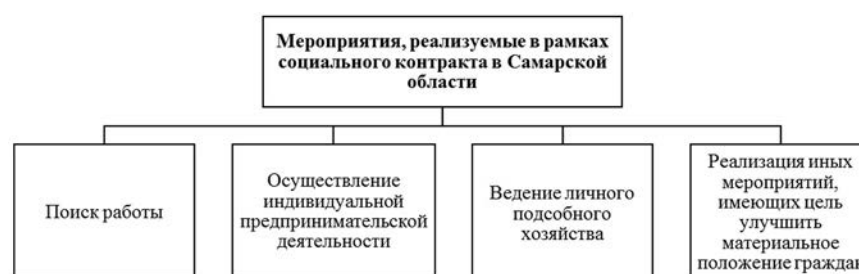 Мероприятия, реализуемые в рамках
социального контракта в Самарской
области
Поиск работы
Осуществление
индивидуальной
предпринимательской
деятельности
Ведение личного
подсобного
хозяйства
Реализация иных
мероприятий,
имеющих цель
улучшить
материальное
положение граждан